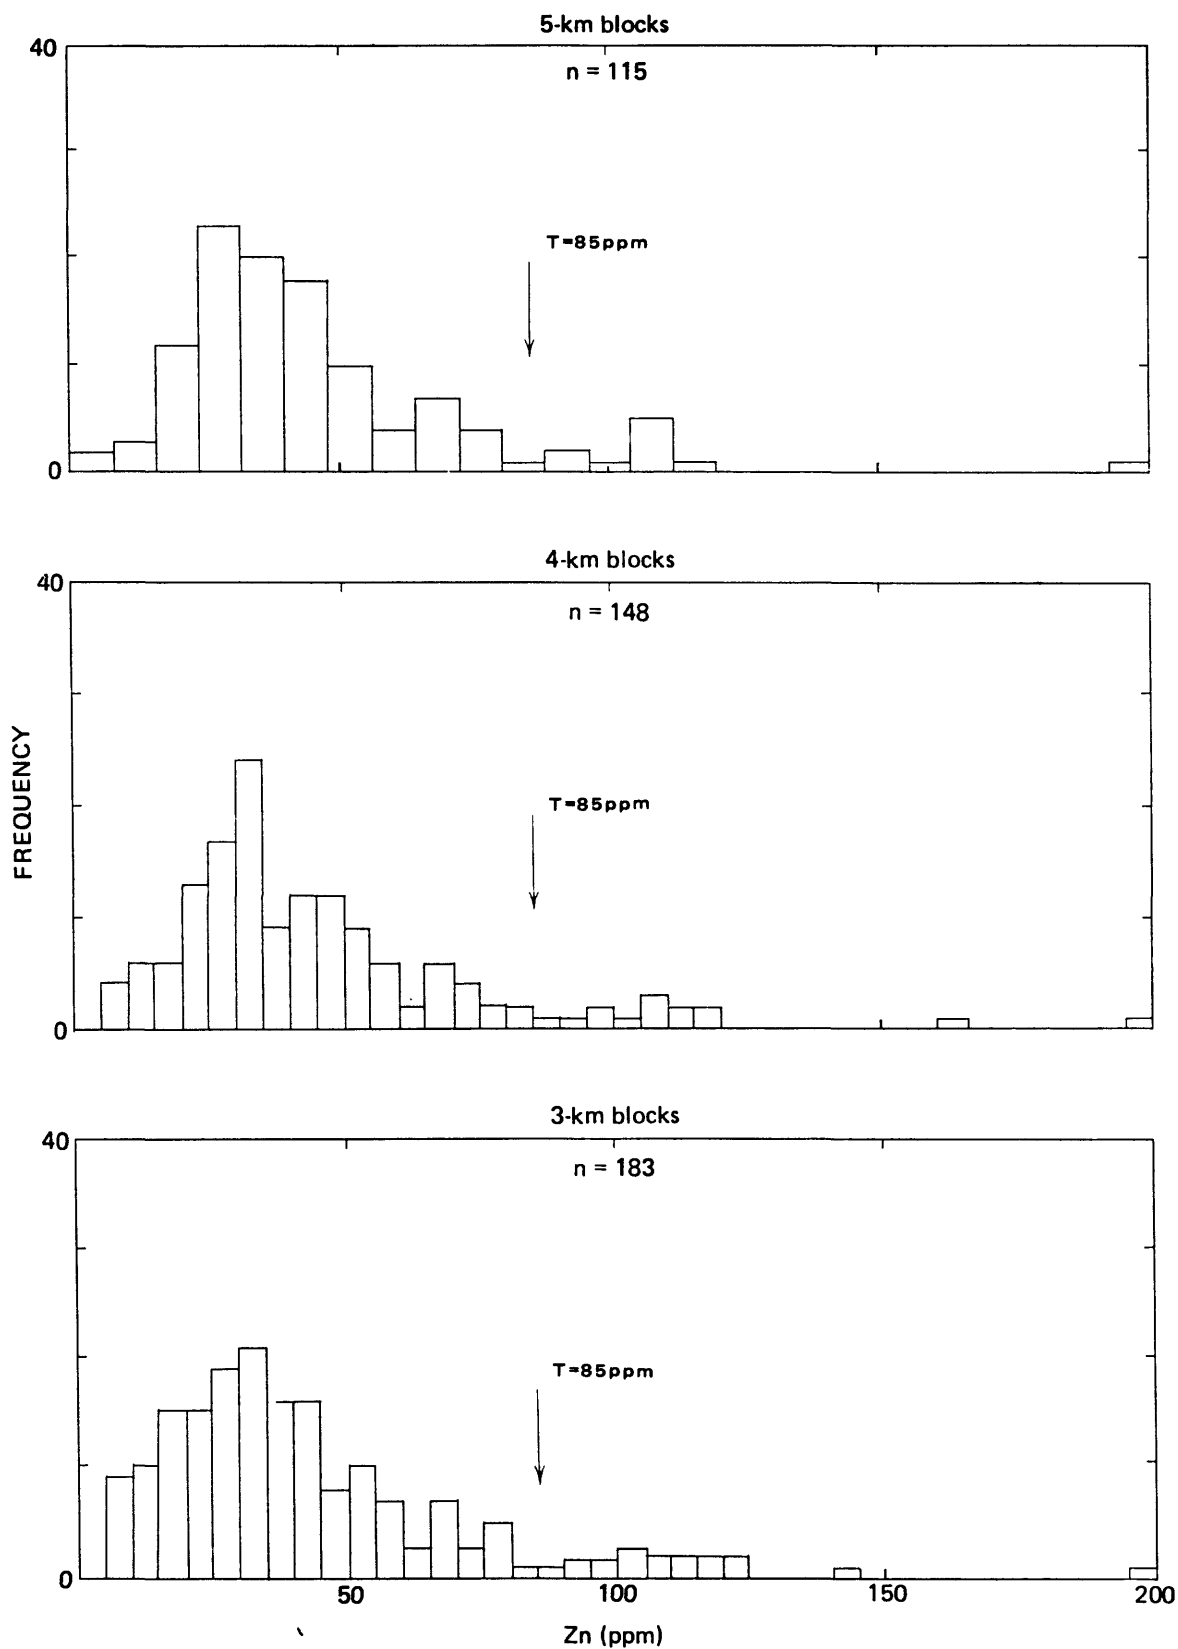 5-km blocks
40
n = 115
T=85ppm
0
4-km blocks
40
n = 148
T=85ppm
FREQUENCY
0
3-km blocks
40
n = 183
T=85ppm
0
50
100
150
200
Zn (ppm)